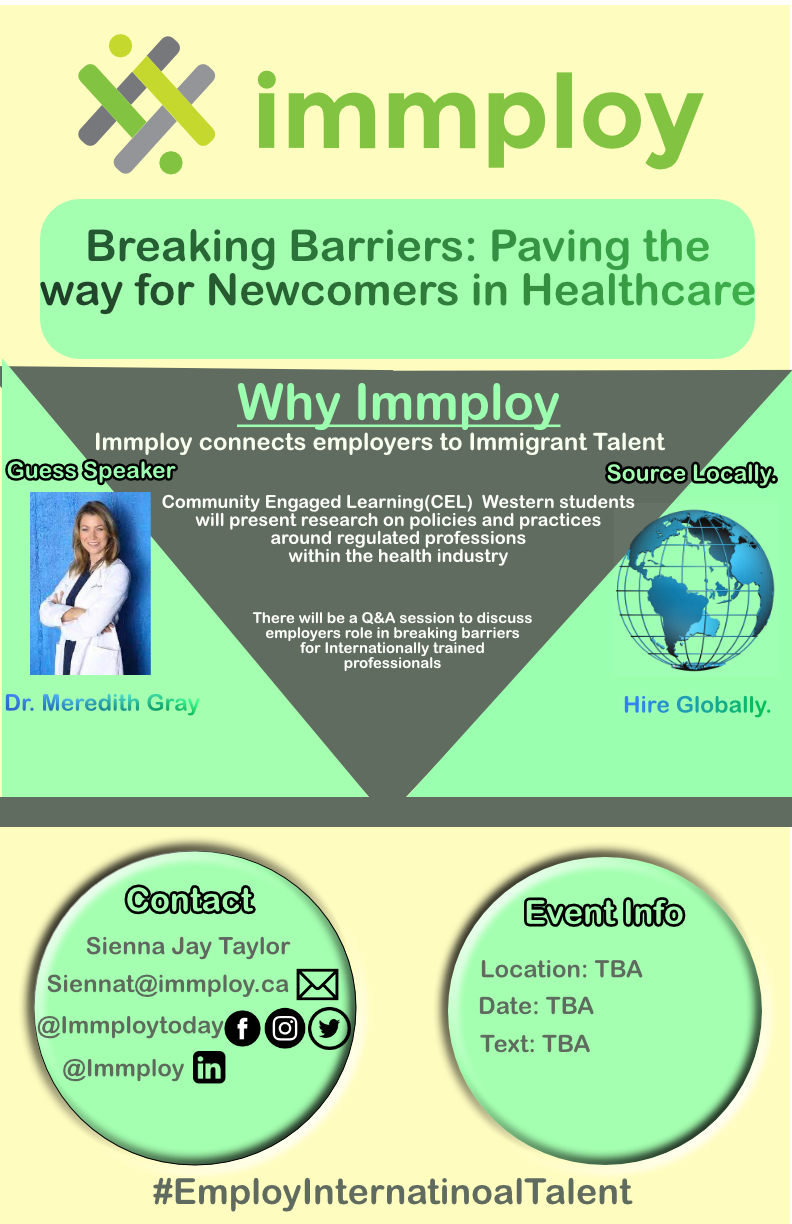 immploy
Breaking Barriers: Paving the
way for Newcomers in Healthcare
Why Immploy
Immploy connects employers to Immigrant Talent
Guess Speaker
Source Locally.
Community Engaged Learning(CEL) Western students
will present research on policies and practices
around regulated professions
within the health industry
There will be a Q&A session to discuss
employers role in breaking barriers
for Internationally trained
professionals
Dr. Meredith Gray
Hire Globally.
Contact
Sienna Jay Taylor
Siennat@immploy.ca
@Immploytoday
@Immploy
Event Info
Location: TBA
Date: TBA
Text: TBA
#EmployInternatinoalTalent